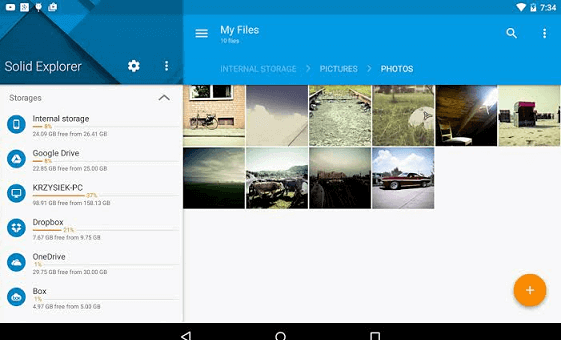 7:34
Solid Explorer
Storages
Internal storage
8%
24.09 GB free from 26.41 GB
Google Drive
8%
22.85 GB free from 25.00 GB
KRZYSIEK-PC
37%
98.91 GB free from 158.13 GB
Dropbox
21%
7.67 GB free from 9.75 GB
OneDrive
1%
29.75 GB free from 30.00 GB
Box
1%
4.97 GB free from 5.00 GB
My Files
10 files
INTERNAL STORAGE
PICTURES
PHOTOS